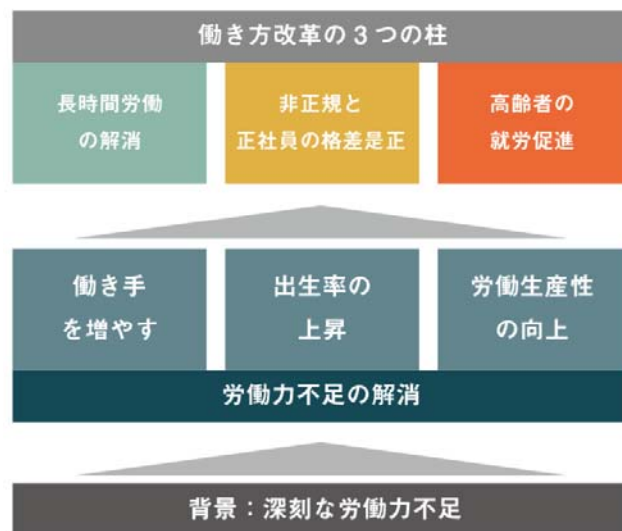 働き方改革の3つの柱
長時間労働
の解消
非正規と
正社員の格差是正
高齢者の
就労促進
働き手
を増やす
出生率の
上昇
労働生産性
の向上
労働力不足の解消
背景：深刻な労働力不足